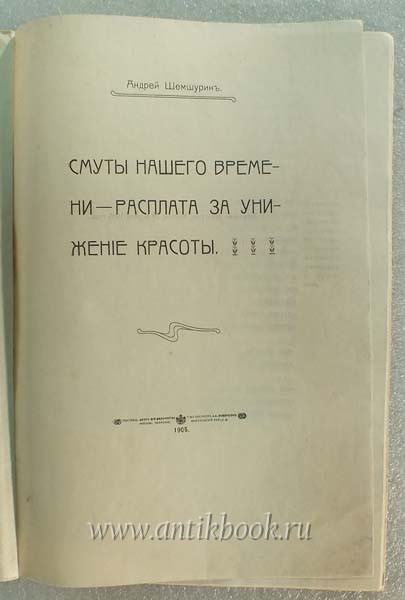 Андрей Шемшуринъ.
СМУТЫ НАШЕГО ВРЕМЕ-
НИ — РАСПЛАТА ЗА УНИ-
ЖЕНІЕ КРАСОТЫ.
1905.
www.antikbook.ru